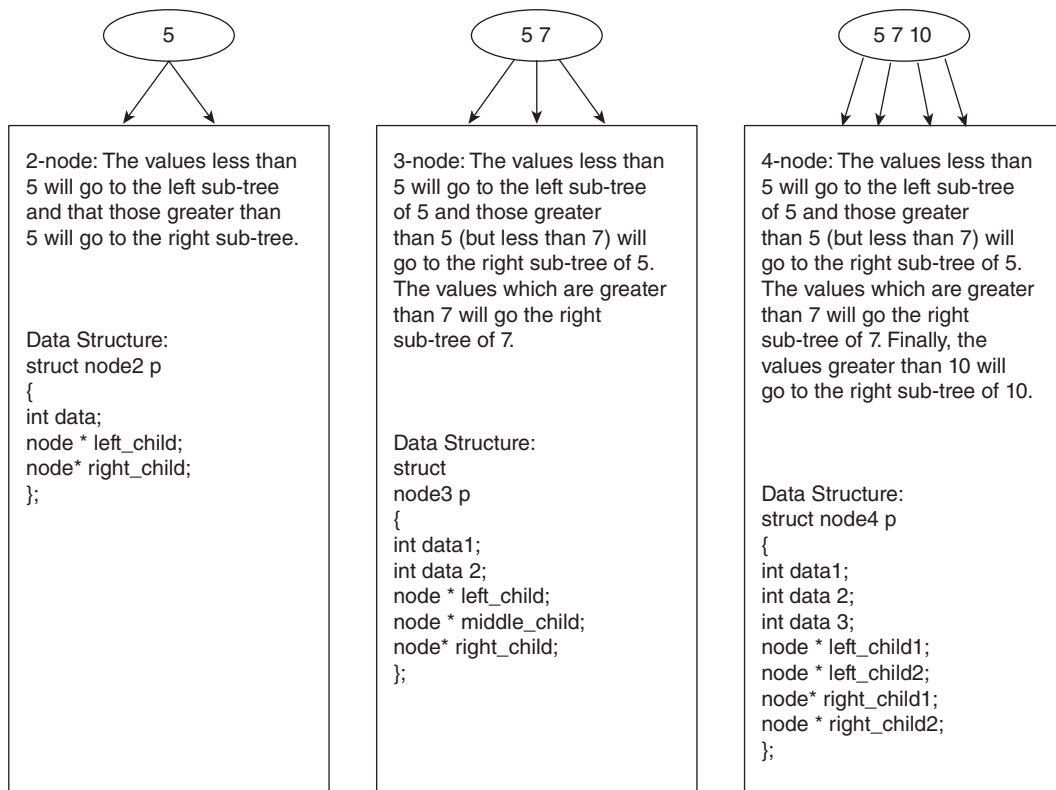 5
5 7
5 7 10
2-node: The values less than
5 will go to the left sub-tree
and that those greater than
5 will go to the right sub-tree.
Data Structure:
struct node2 p
{
int data;
node * left_child;
node* right_child;
};
3-node: The values less than
5 will go to the left sub-tree
of 5 and those greater
than 5 (but less than 7) will
go to the right sub-tree of 5.
The values which are greater
than 7 will go the right
sub-tree of 7.
Data Structure:
struct
node3 p
{
int data1;
int data 2;
node * left_child;
node * middle_child;
node* right_child;
};
4-node: The values less than
5 will go to the left sub-tree
of 5 and those greater
than 5 (but less than 7) will
go to the right sub-tree of 5.
The values which are greater
than 7 will go the right
sub-tree of 7. Finally, the
values greater than 10 will
go to the right sub-tree of 10.
Data Structure:
struct node4 p
{
int data1;
int data 2;
int data 3;
node * left_child1;
node * left_child2;
node* right_child1;
node * right_child2;
};